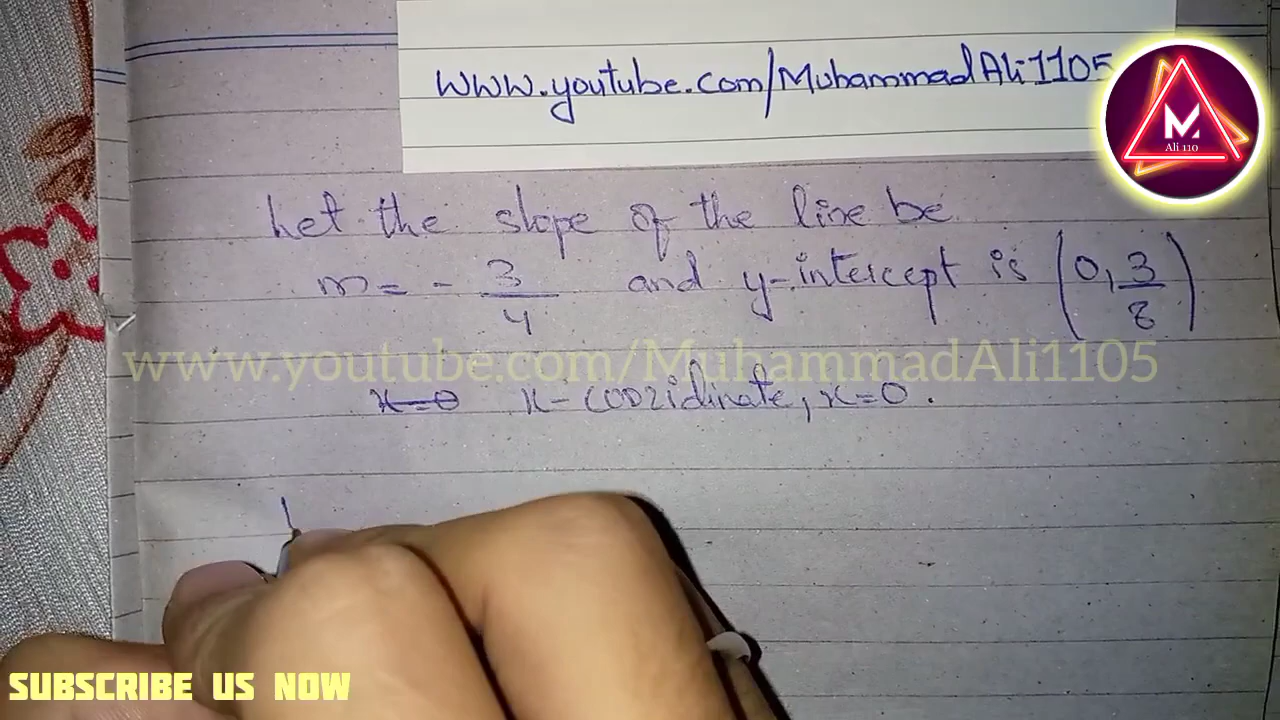 www.youtube.com/MuhammadAli1105
M
Ali 110
Let the slope of the line be
m = - 3/4 and y-intercept is (0, 3/8)
www.youtube.com/MuhammadAli1105
x=0 x-coordinate, x=0.
SUBSCRIBE US NOW